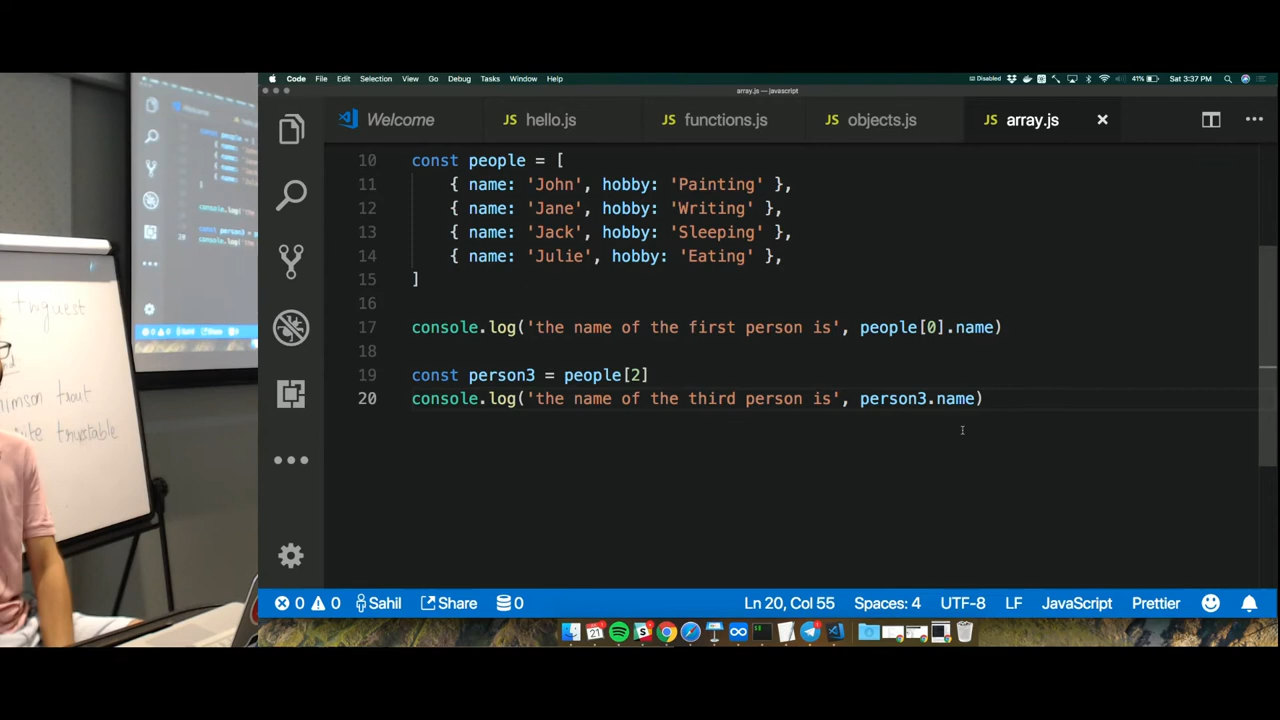 Code File Edit Selection View Go Debug Tasks Window Help
Disabled 41% Sat 3:37 PM
array.js — javascript
Welcome hello.js functions.js objects.js array.js
10 const people = [
11 { name: 'John', hobby: 'Painting' },
12 { name: 'Jane', hobby: 'Writing' },
13 { name: 'Jack', hobby: 'Sleeping' },
14 { name: 'Julie', hobby: 'Eating' },
15 ]
16
17 console.log('the name of the first person is', people[0].name)
18
19 const person3 = people[2]
20 console.log('the name of the third person is', person3.name)
0 0 Sahil Share 0 Ln 20, Col 55 Spaces: 4 UTF-8 LF JavaScript Prettier